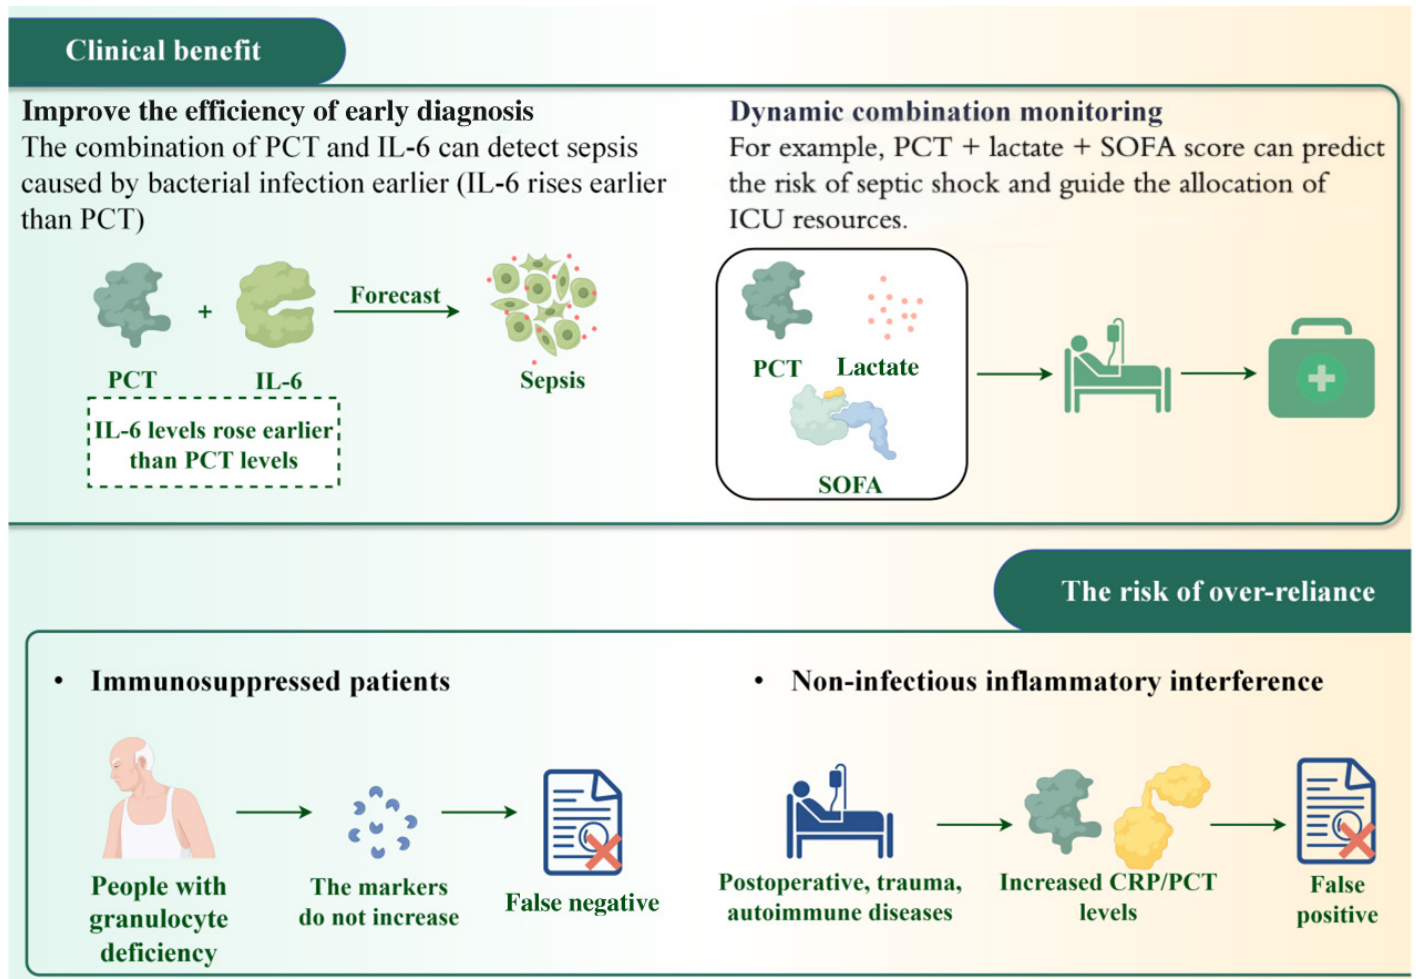 Clinical benefit
Improve the efficiency of early diagnosis
The combination of PCT and IL-6 can detect sepsis
caused by bacterial infection earlier (IL-6 rises earlier
than PCT)
PCT
+
IL-6
Forecast
Sepsis
IL-6 levels rose earlier
than PCT levels
Dynamic combination monitoring
For example, PCT + lactate + SOFA score can predict
the risk of septic shock and guide the allocation of
ICU resources.
PCT
Lactate
SOFA
The risk of over-reliance
• Immunosuppressed patients
People with
granulocyte
deficiency
The markers
do not increase
False negative
• Non-infectious inflammatory interference
Postoperative, trauma,
autoimmune diseases
Increased CRP/PCT
levels
False
positive